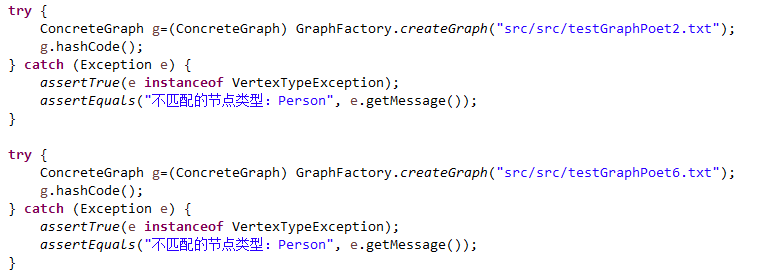 try {
ConcreteGraph g=(ConcreteGraph) GraphFactory.createGraph("src/src/testGraphPoet2.txt");
g.hashCode();
} catch (Exception e) {
assertTrue(e instanceof VertexTypeException);
assertEquals("不匹配的节点类型：Person", e.getMessage());
}
try {
ConcreteGraph g=(ConcreteGraph) GraphFactory.createGraph("src/src/testGraphPoet6.txt");
g.hashCode();
} catch (Exception e) {
assertTrue(e instanceof VertexTypeException);
assertEquals("不匹配的节点类型：Person", e.getMessage());
}